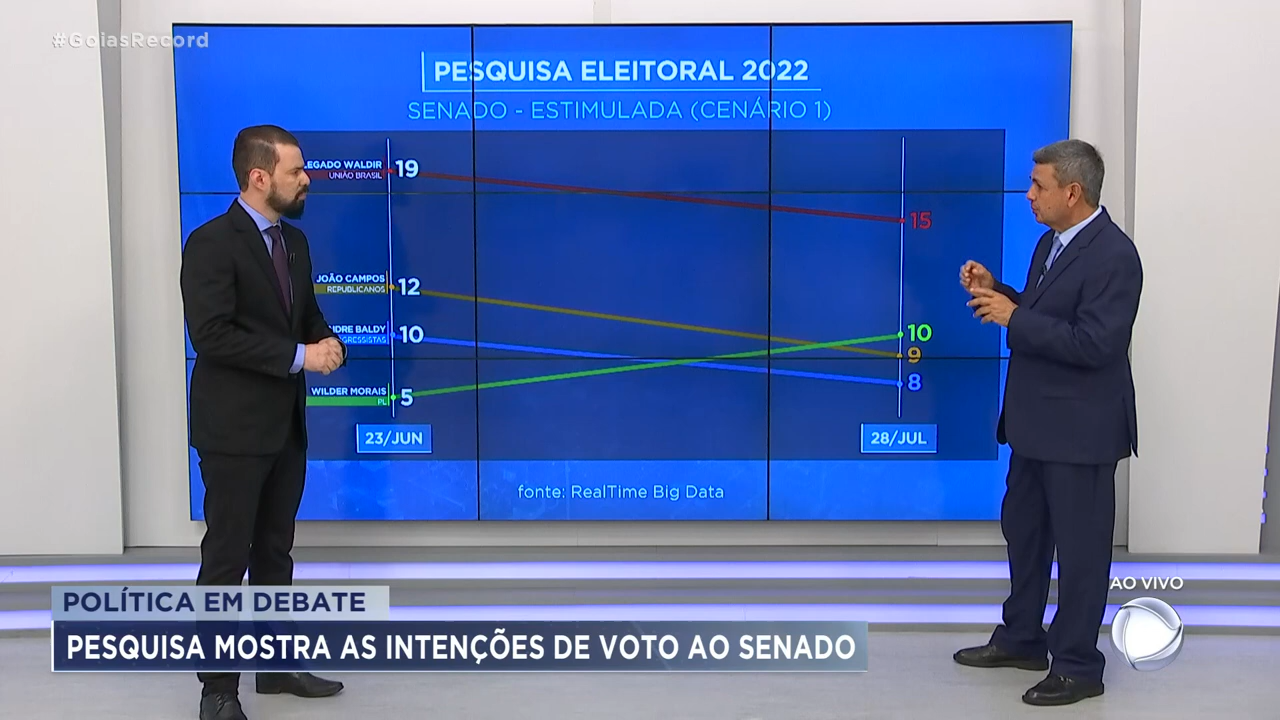 #GoiasRecord
PESQUISA ELEITORAL 2022
SENADO - ESTIMULADA (CENÁRIO 1)
WALDIR 19
UNIÃO BRASIL
15
JOÃO CAMPOS 12
REPUBLICANOS
BALDY 10
10
9
8
WILDER MORAIS 5
PL
23/JUN 28/JUL
fonte: RealTime Big Data
AO VIVO
POLÍTICA EM DEBATE
PESQUISA MOSTRA AS INTENÇÕES DE VOTO AO SENADO